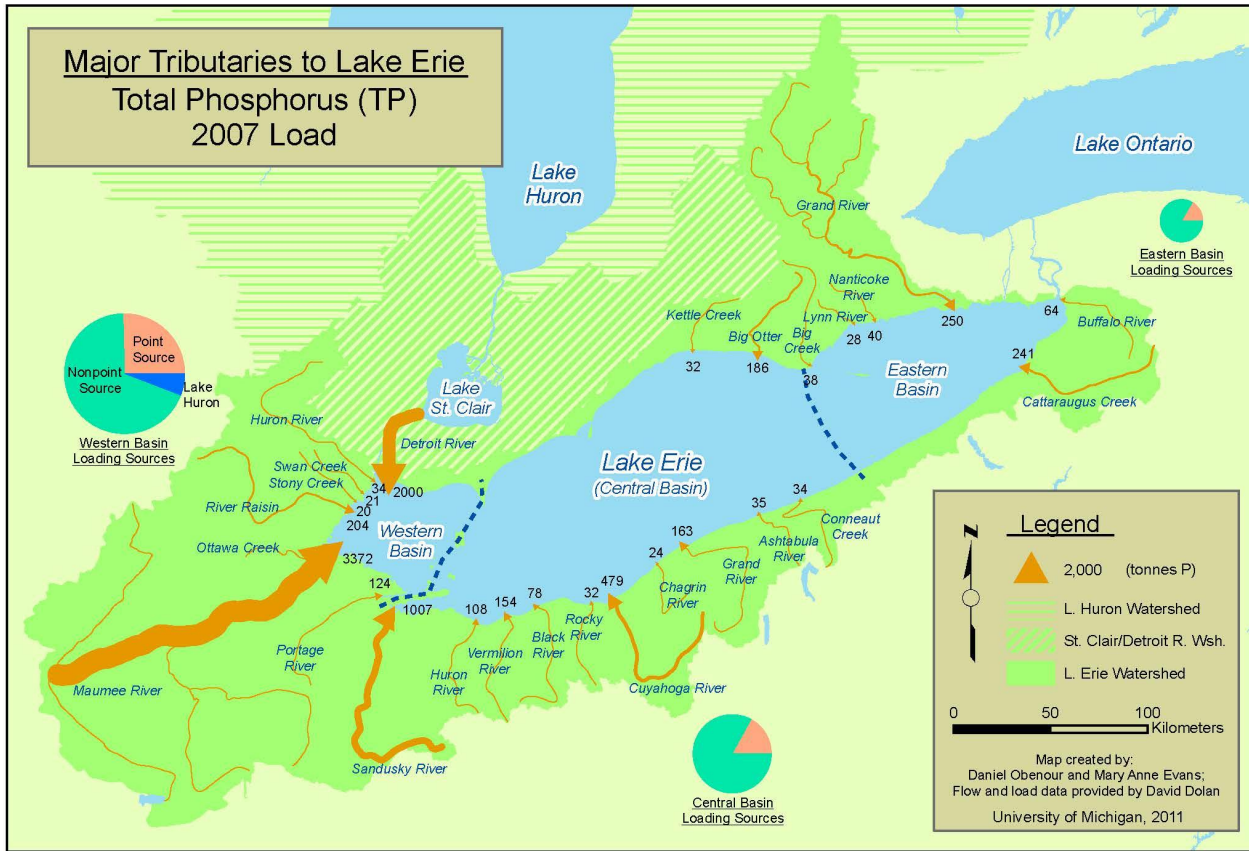 Major Tributaries to Lake Erie
Total Phosphorus (TP)
2007 Load
Lake
Huron
Lake Ontario
Grand River
Eastern Basin
Loading Sources
Nanticoke
River
Kettle Creek
Lynn River
Big Otter
Big
Creek
32
186
38
28
40
250
64
Buffalo River
241
Cattaraugus Creek
Eastern
Basin
Point
Source
Nonpoint
Source
Lake
Huron
Western Basin
Loading Sources
Lake
St. Clair
Huron River
Detroit River
Swan Creek
Stony Creek
River Raisin
Ottawa Creek
34
2000
21
20
204
3372
124
1007
Western
Basin
Lake Erie
(Central Basin)
108
154
78
32
479
24
163
35
34
Conneaut
Creek
Ashtabula
River
Grand
River
Chagrin
River
Rocky
River
Black
River
Vermilion
River
Huron
River
Portage
River
Maumee River
Cuyahoga River
Sandusky River
Central Basin
Loading Sources
N
Legend
2,000 (tonnes P)
L. Huron Watershed
St. Clair/Detroit R. Wsh.
L. Erie Watershed
0 50 100
Kilometers
Map created by:
Daniel Obenour and Mary Anne Evans;
Flow and load data provided by David Dolan
University of Michigan, 2011